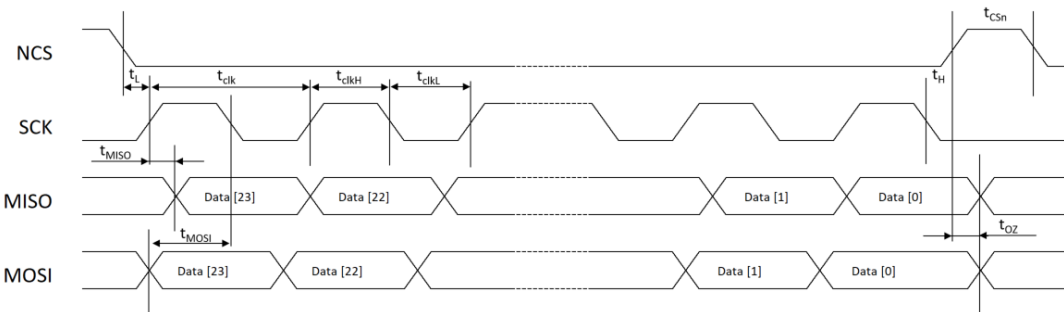 t_CSn
NCS
t_L t_clk t_clkH t_clkL t_H
SCK
t_MISO
MISO Data [23] Data [22] Data [1] Data [0]
t_MOSI t_OZ
MOSI Data [23] Data [22] Data [1] Data [0]